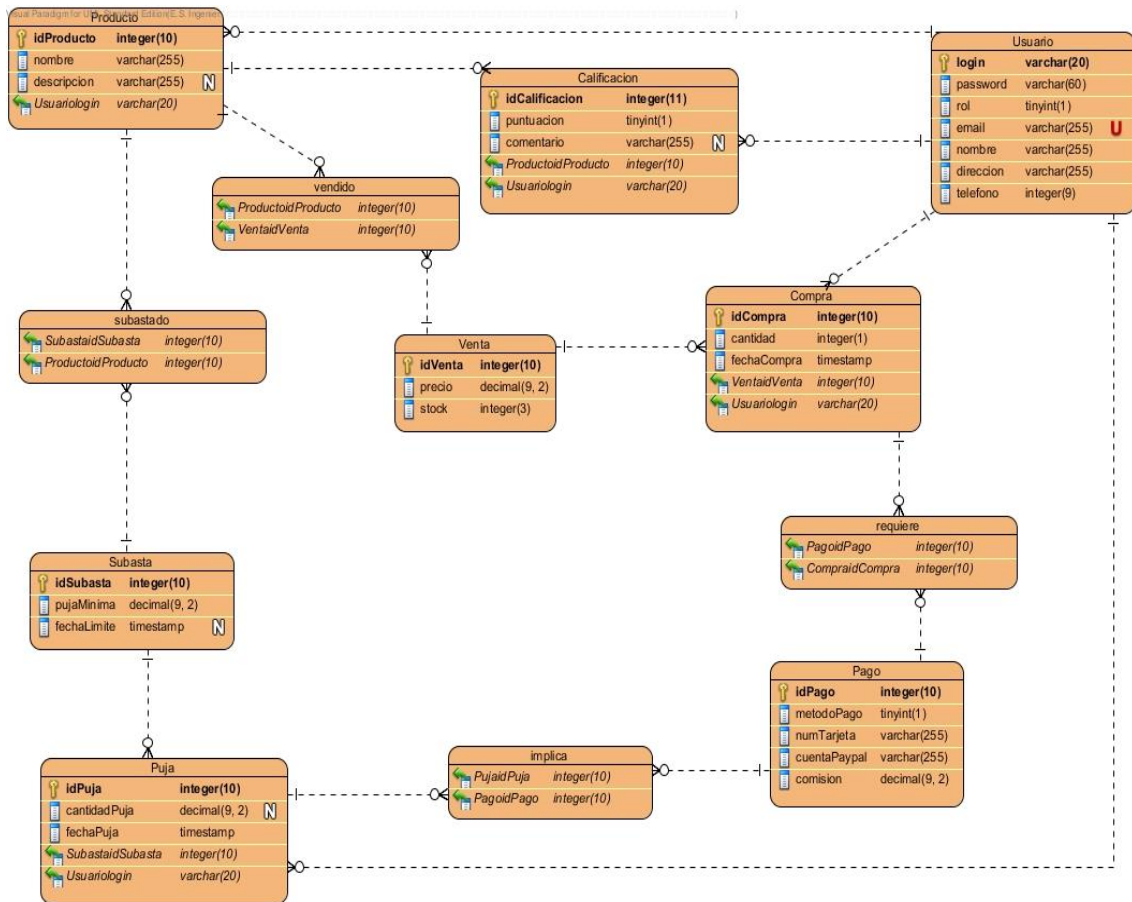 Visual Paradigm for UML Standard Edition(E.S. Ingenier
Producto
idProducto integer(10)
nombre varchar(255)
descripcion varchar(255) N
Usuariologin varchar(20)
Usuario
login varchar(20)
password varchar(60)
rol tinyint(1)
email varchar(255) U
nombre varchar(255)
direccion varchar(255)
telefono integer(9)
Calificacion
idCalificacion integer(11)
puntuacion tinyint(1)
comentario varchar(255) N
ProductoidProducto integer(10)
Usuariologin varchar(20)
vendido
ProductoidProducto integer(10)
VentaidVenta integer(10)
subastado
SubastaidSubasta integer(10)
ProductoidProducto integer(10)
Venta
idVenta integer(10)
precio decimal(9, 2)
stock integer(3)
Compra
idCompra integer(10)
cantidad integer(1)
fechaCompra timestamp
VentaidVenta integer(10)
Usuariologin varchar(20)
requiere
PagoidPago integer(10)
CompraidCompra integer(10)
Subasta
idSubasta integer(10)
pujaMinima decimal(9, 2)
fechaLimite timestamp N
Pago
idPago integer(10)
metodoPago tinyint(1)
numTarjeta varchar(255)
cuentaPaypal varchar(255)
comision decimal(9, 2)
implica
PujaidPuja integer(10)
PagoidPago integer(10)
Puja
idPuja integer(10)
cantidadPuja decimal(9, 2) N
fechaPuja timestamp
SubastaidSubasta integer(10)
Usuariologin varchar(20)